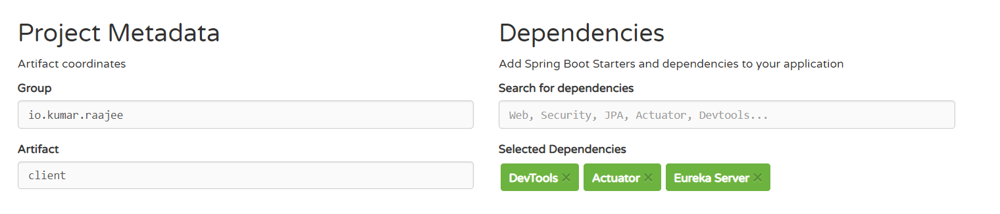 Project Metadata
Artifact coordinates
Group
io.kumar.raajee
Artifact
client
Dependencies
Add Spring Boot Starters and dependencies to your application
Search for dependencies
Web, Security, JPA, Actuator, Devtools...
Selected Dependencies
DevTools × Actuator × Eureka Server ×